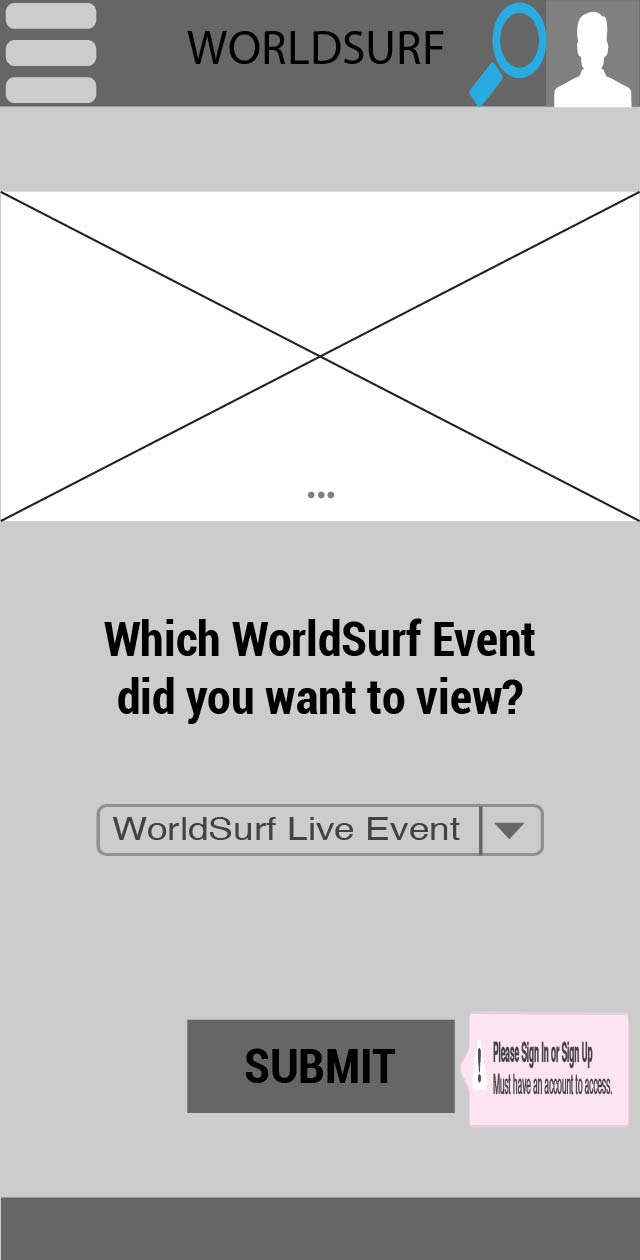 WORLDSURF
Which WorldSurf Event
did you want to view?
WorldSurf Live Event
SUBMIT
! Please Sign In or Sign Up
Must have an account to access.